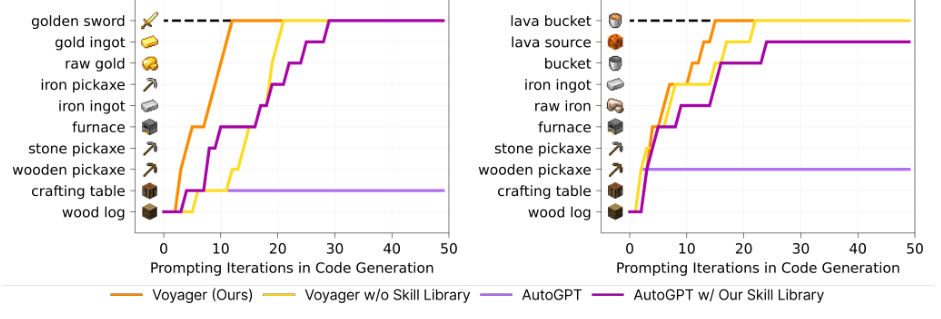 golden sword
gold ingot
raw gold
iron pickaxe
iron ingot
furnace
stone pickaxe
wooden pickaxe
crafting table
wood log
0 10 20 30 40 50
Prompting Iterations in Code Generation
lava bucket
lava source
bucket
iron ingot
raw iron
furnace
stone pickaxe
wooden pickaxe
crafting table
wood log
0 10 20 30 40 50
Prompting Iterations in Code Generation
Voyager (Ours) Voyager w/o Skill Library AutoGPT AutoGPT w/ Our Skill Library